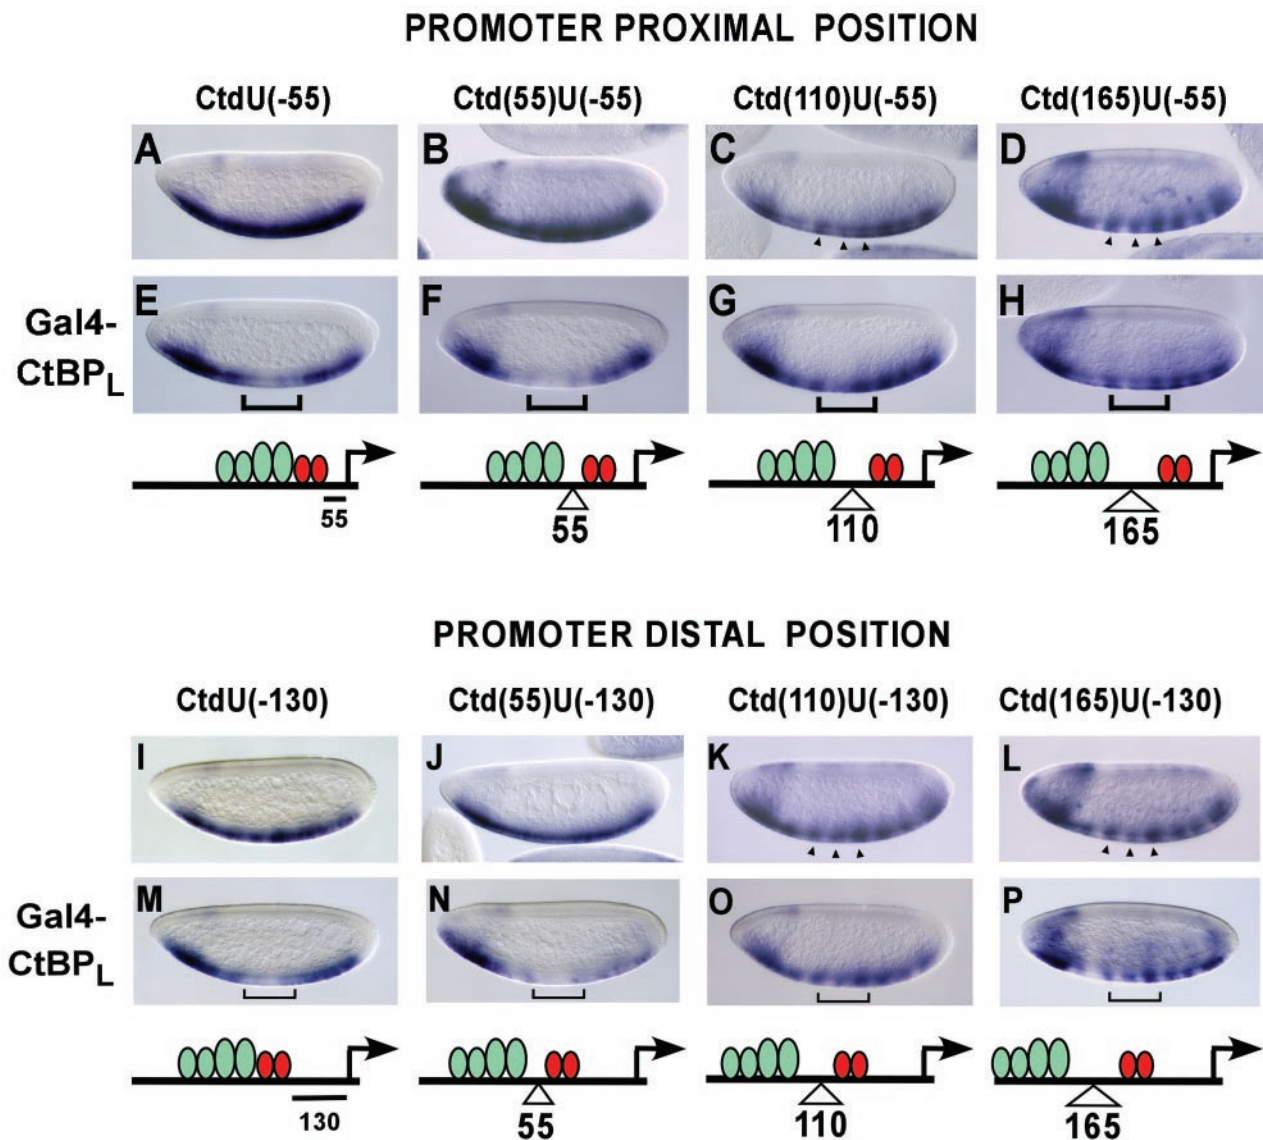 PROMOTER PROXIMAL POSITION
CtdU(-55) Ctd(55)U(-55) Ctd(110)U(-55) Ctd(165)U(-55)
A B C D
E F G H
Gal4-
CtBPL
55 55 110 165
PROMOTER DISTAL POSITION
CtdU(-130) Ctd(55)U(-130) Ctd(110)U(-130) Ctd(165)U(-130)
I J K L
M N O P
Gal4-
CtBPL
130 55 110 165